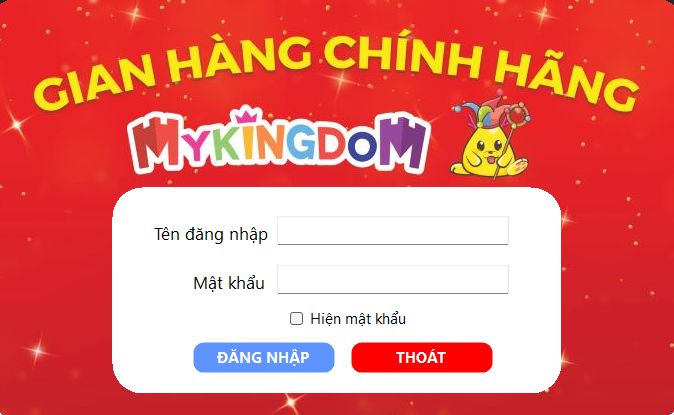 GIAN HÀNG CHÍNH HÃNG
MYKINGDOM
Tên đăng nhập
Mật khẩu
Hiện mật khẩu
ĐĂNG NHẬP THOÁT